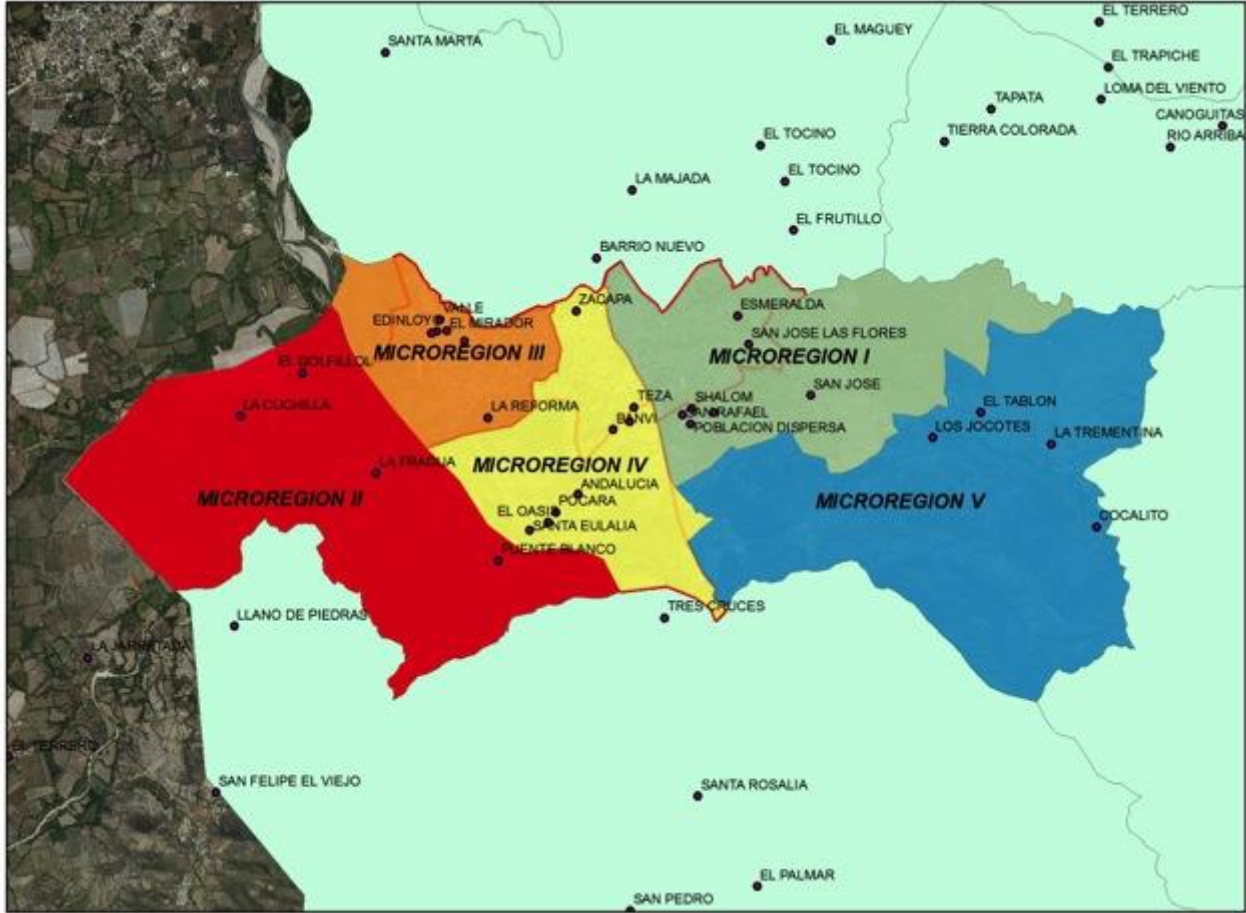 EL TERRERO
SANTA MARTA
EL MAGUEY
EL TRAPICHE
LOMA DEL VIENTO
TAPATA
CANOGUITAS
TIERRA COLORADA
RIO ARRIBA
EL TOCINO
LA MAJADA
EL TOCINO
EL FRUTILLO
BARRIO NUEVO
ZACAPA
ESMERALDA
VALLE
EDINLOY
EL MIRADOR
SAN JOSE LAS FLORES
MICROREGION III
MICROREGION I
EL GOLFILLOL
SAN JOSE
TEZA
SHALOM
LA CUCHILLA
LA REFORMA
BANVI
SANRAFAEL
EL TABLON
POBLACION DISPERSA
LOS JOCOTES
LA TREMENTINA
LA FRAGUA
MICROREGION IV
ANDALUCIA
MICROREGION II
MICROREGION V
POCARA
EL OASIS
SANTA EULALIA
COCALITO
PUENTE BLANCO
TRES CRUCES
LLANO DE PIEDRAS
EL TERRERO
SAN FELIPE EL VIEJO
SANTA ROSALIA
EL PALMAR
SAN PEDRO